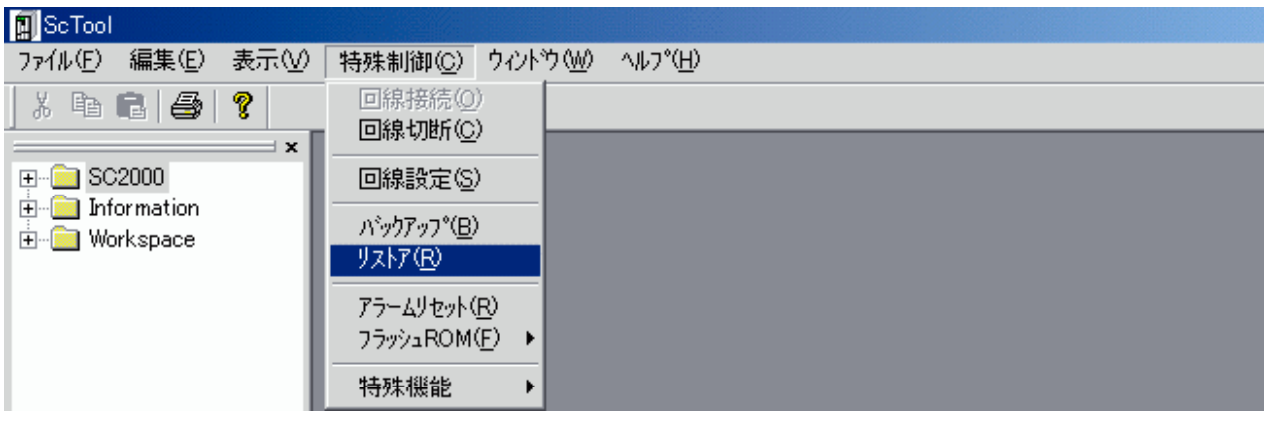 ScTool
ﾌｧｲﾙ(F) 編集(E) 表示(V) 特殊制御(C) ｳｨﾝﾄﾞｳ(W) ﾍﾙﾌﾟ(H)
回線接続(O)
回線切断(C)
回線設定(S)
ﾊﾞｯｸｱｯﾌﾟ(B)
ﾘｽﾄｱ(R)
ｱﾗｰﾑﾘｾｯﾄ(R)
ﾌﾗｯｼｭROM(F)
特殊機能
SC2000
Information
Workspace